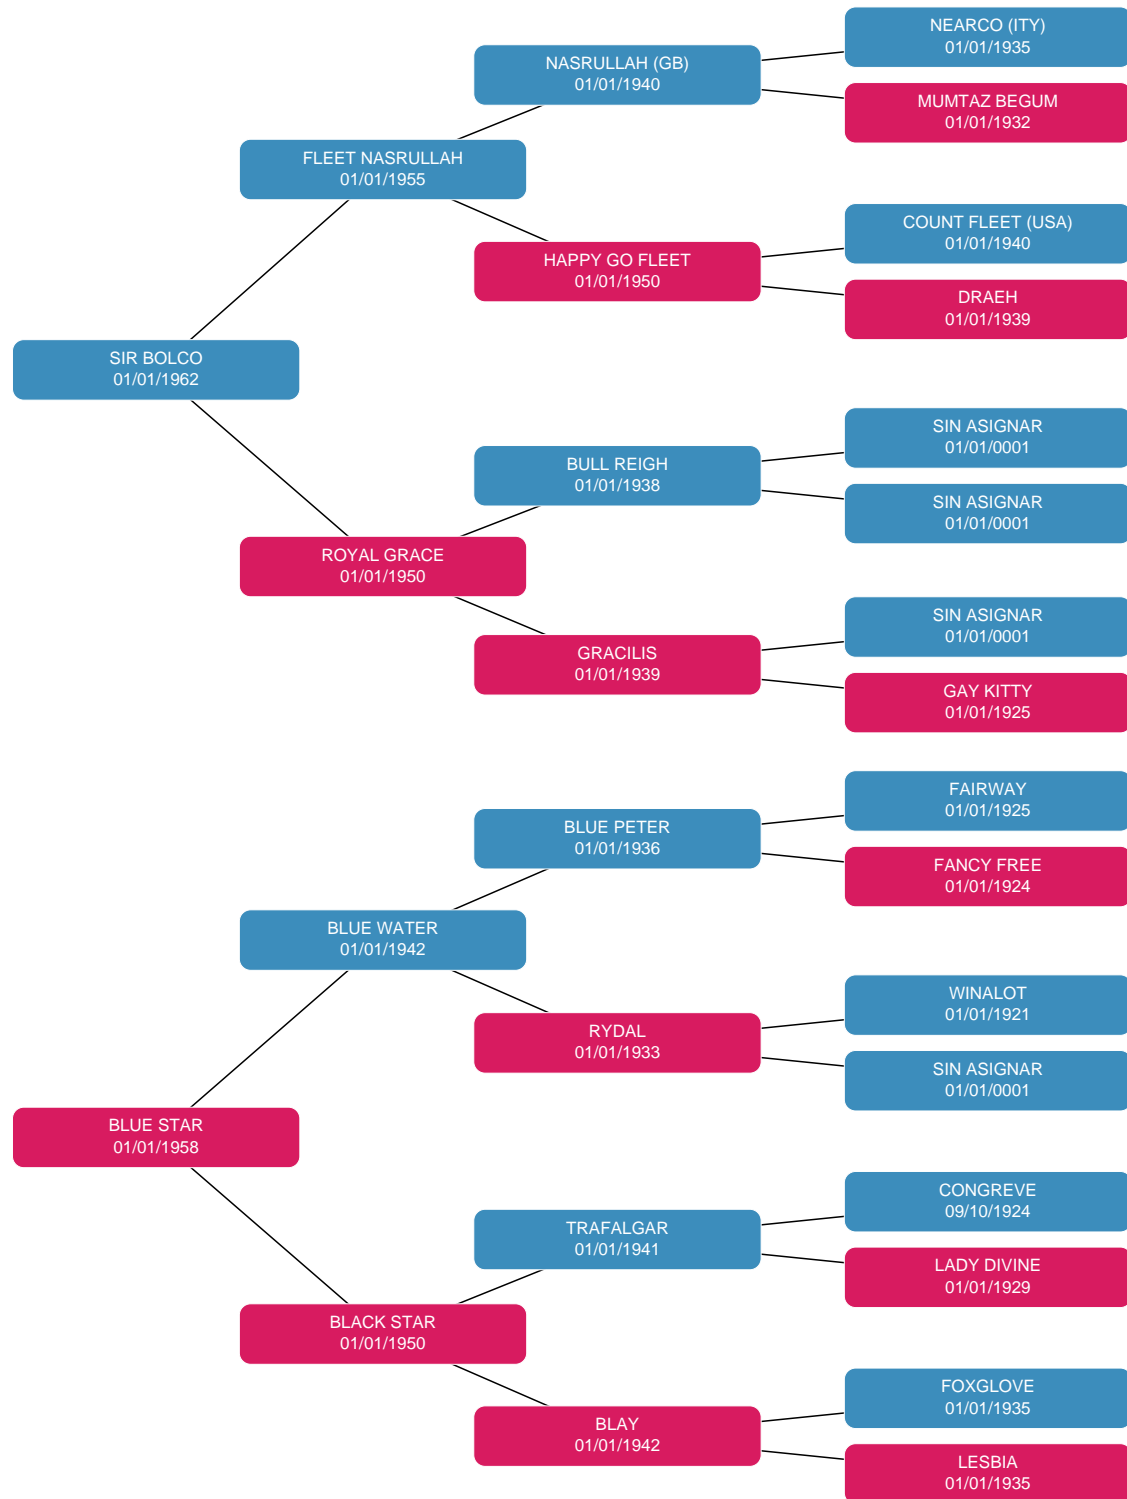 NEARCO (ITY)
01/01/1935
NASRULLAH (GB)
01/01/1940
MUMTAZ BEGUM
01/01/1932
FLEET NASRULLAH
01/01/1955
COUNT FLEET (USA)
01/01/1940
HAPPY GO FLEET
01/01/1950
DRAEH
01/01/1939
SIR BOLCO
01/01/1962
SIN ASIGNAR
01/01/0001
BULL REIGH
01/01/1938
SIN ASIGNAR
01/01/0001
ROYAL GRACE
01/01/1950
SIN ASIGNAR
01/01/0001
GRACILIS
01/01/1939
GAY KITTY
01/01/1925
FAIRWAY
01/01/1925
BLUE PETER
01/01/1936
FANCY FREE
01/01/1924
BLUE WATER
01/01/1942
WINALOT
01/01/1921
RYDAL
01/01/1933
SIN ASIGNAR
01/01/0001
BLUE STAR
01/01/1958
CONGREVE
09/10/1924
TRAFALGAR
01/01/1941
LADY DIVINE
01/01/1929
BLACK STAR
01/01/1950
FOXGLOVE
01/01/1935
BLAY
01/01/1942
LESBIA
01/01/1935